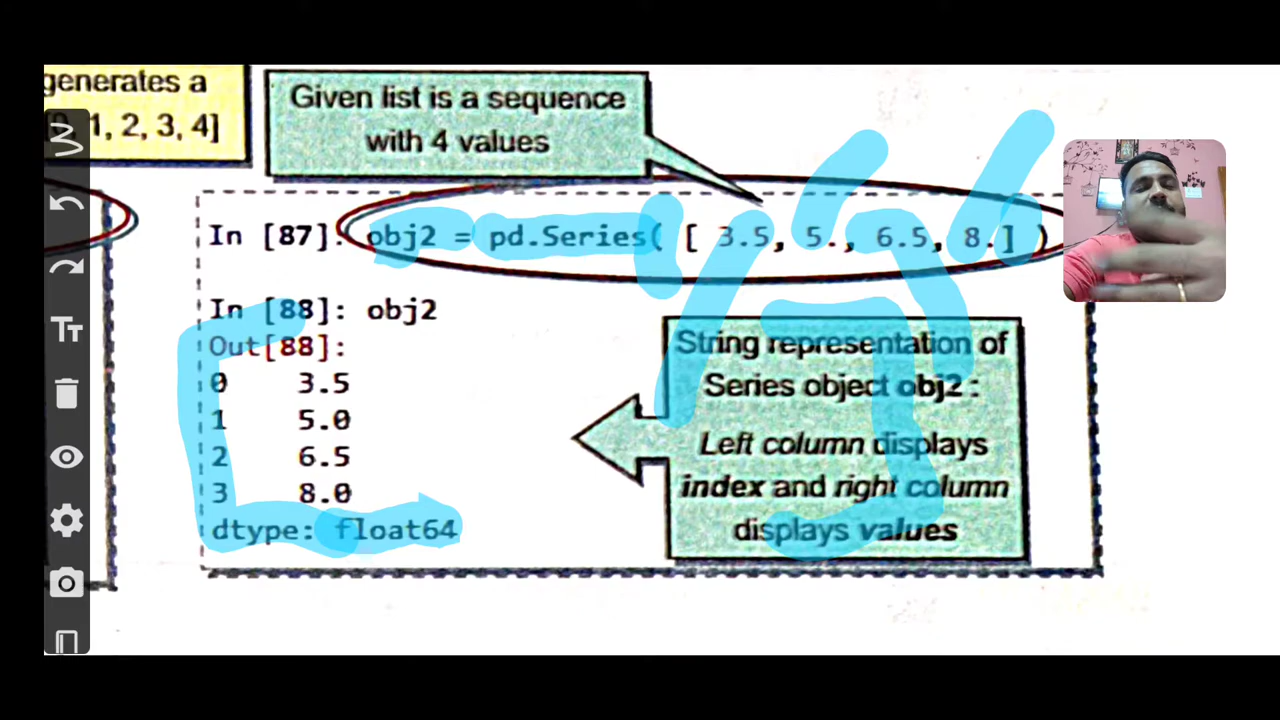 generates a
1, 2, 3, 4]
Given list is a sequence
with 4 values
In [87]: obj2 = pd.Series( [ 3.5, 5., 6.5, 8.] )
In [88]: obj2
Out[88]:
0 3.5
1 5.0
2 6.5
3 8.0
dtype: float64
String representation of
Series object obj2 :
Left column displays
index and right column
displays values